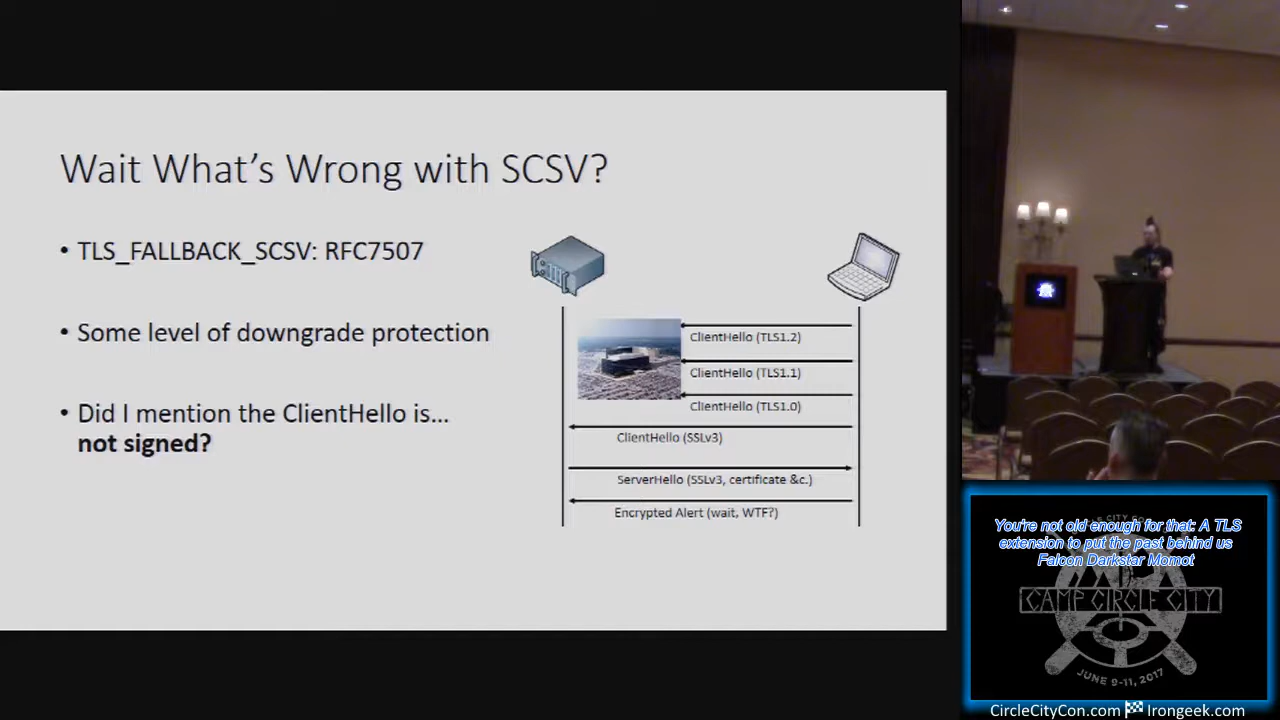 Wait What's Wrong with SCSV?
• TLS_FALLBACK_SCSV: RFC7507
• Some level of downgrade protection
• Did I mention the ClientHello is...
not signed?
ClientHello (TLS1.2)
ClientHello (TLS1.1)
ClientHello (TLS1.0)
ClientHello (SSLv3)
ServerHello (SSLv3, certificate &c.)
Encrypted Alert (wait, WTF?)
You're not old enough for that: A TLS
extension to put the past behind us
Falcon Darkstar Momot
CAMP CIRCLE CITY
JUNE 9-11, 2017
CircleCityCon.com Irongeek.com